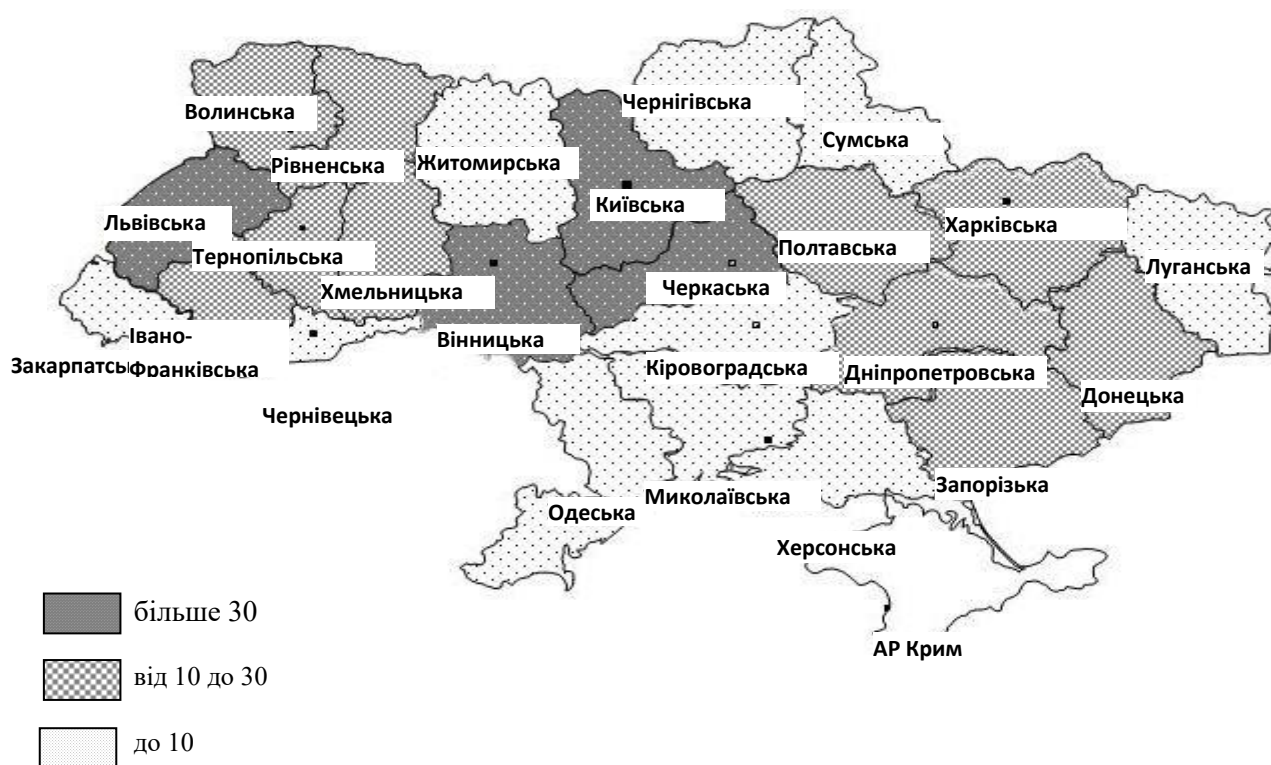 Волинська
Рівненська
Житомирська
Чернігівська
Сумська
Львівська
Тернопільська
Київська
Полтавська
Харківська
Луганська
Хмельницька
Черкаська
Вінницька
Івано-
Франківська
Закарпатськ
Чернівецька
Кіровоградська
Дніпропетровська
Донецька
Одеська
Миколаївська
Запорізька
Херсонська
АР Крим
більше 30
від 10 до 30
до 10